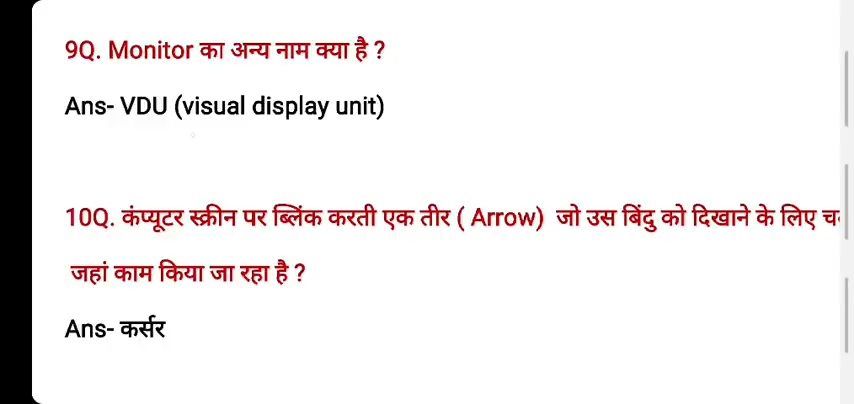 9Q. Monitor का अन्य नाम क्या है ?
Ans- VDU (visual display unit)
10Q. कंप्यूटर स्क्रीन पर ब्लिंक करती एक तीर ( Arrow) जो उस बिंदु को दिखाने के लिए
जहां काम किया जा रहा है ?
Ans- कर्सर